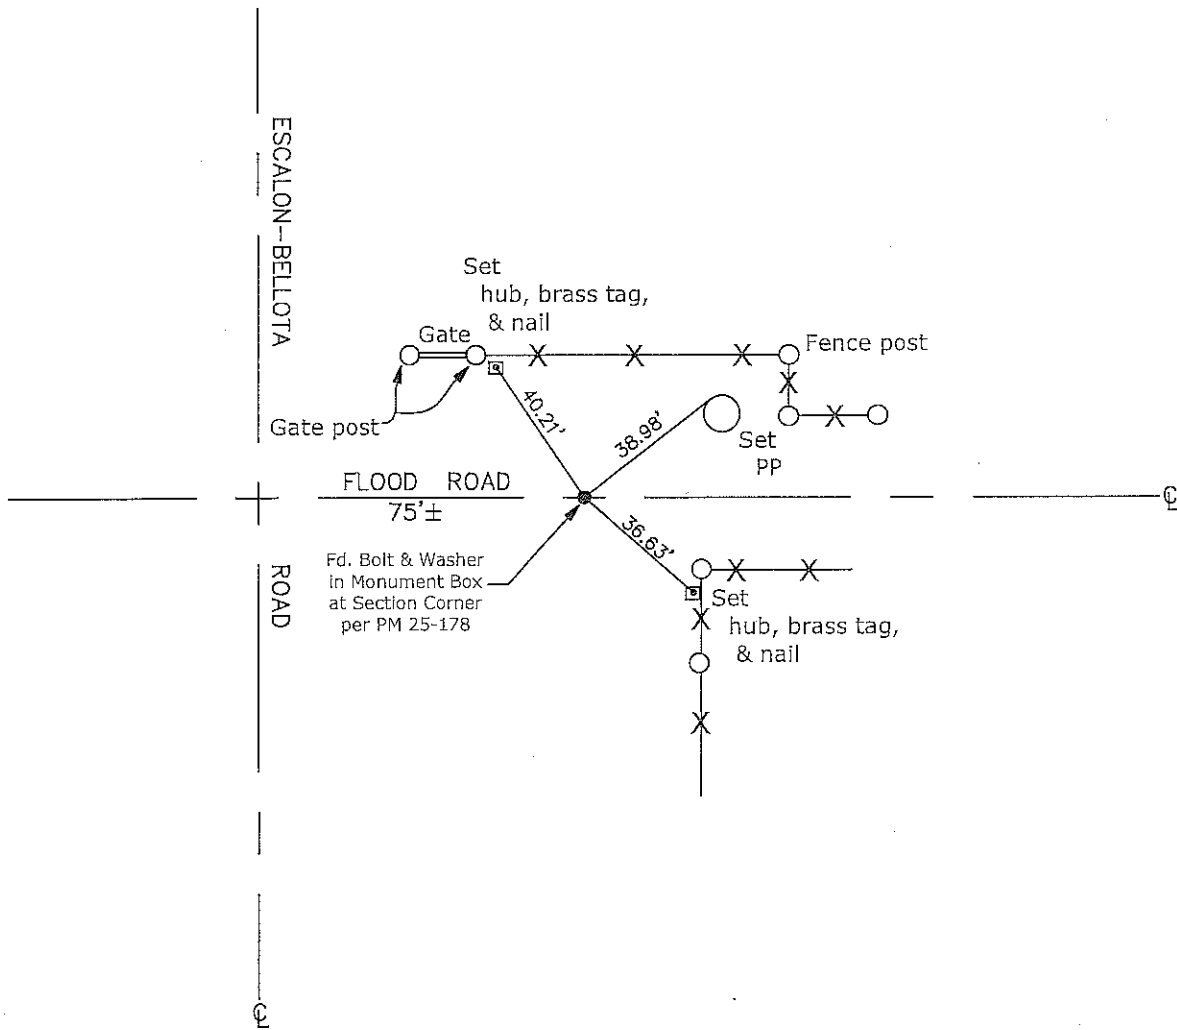 ESCALON-BELLOTA
ROAD
Set
hub, brass tag,
& nail
Gate
Fence post
Gate post
40.21'
38.98'
Set
PP
FLOOD ROAD
75'±
℄
36.63'
Fd. Bolt & Washer
in Monument Box
at Section Corner
per PM 25-178
Set
hub, brass tag,
& nail
X
X
X
X
X
X
X
X
X
℄